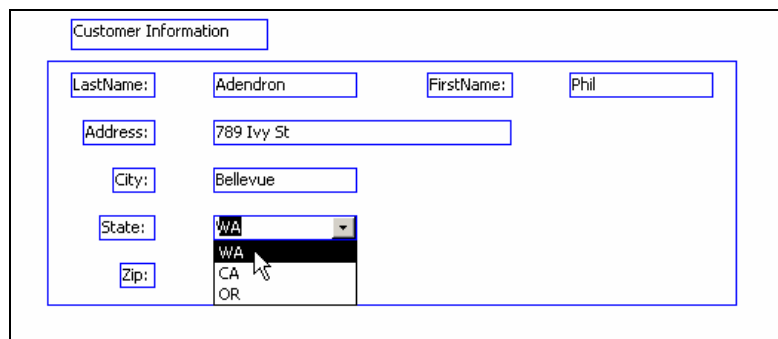 Customer Information
LastName: Adendron FirstName: Phil
Address: 789 Ivy St
City: Bellevue
State: WA
WA
CA
Zip:
OR